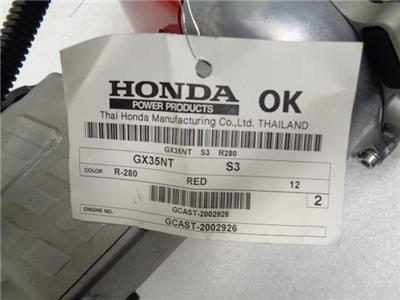 HONDA OK
POWER PRODUCTS
Thai Honda Manufacturing Co.,Ltd. THAILAND
GX35NT S3 R280
GX35NT S3
COLOR R-280 RED 12
2
GCAST-2002926
ENGINE NO. GCAST-2002926